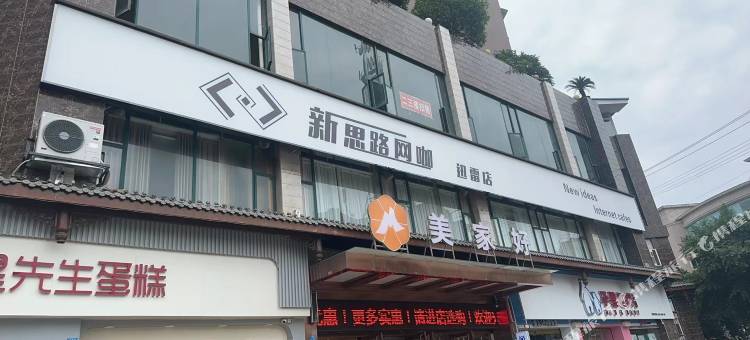 新思路网咖 迅雷店
New ideas
Internet cafes
美家好
先生蛋糕
惠！更多实惠！请进店选购！欢迎